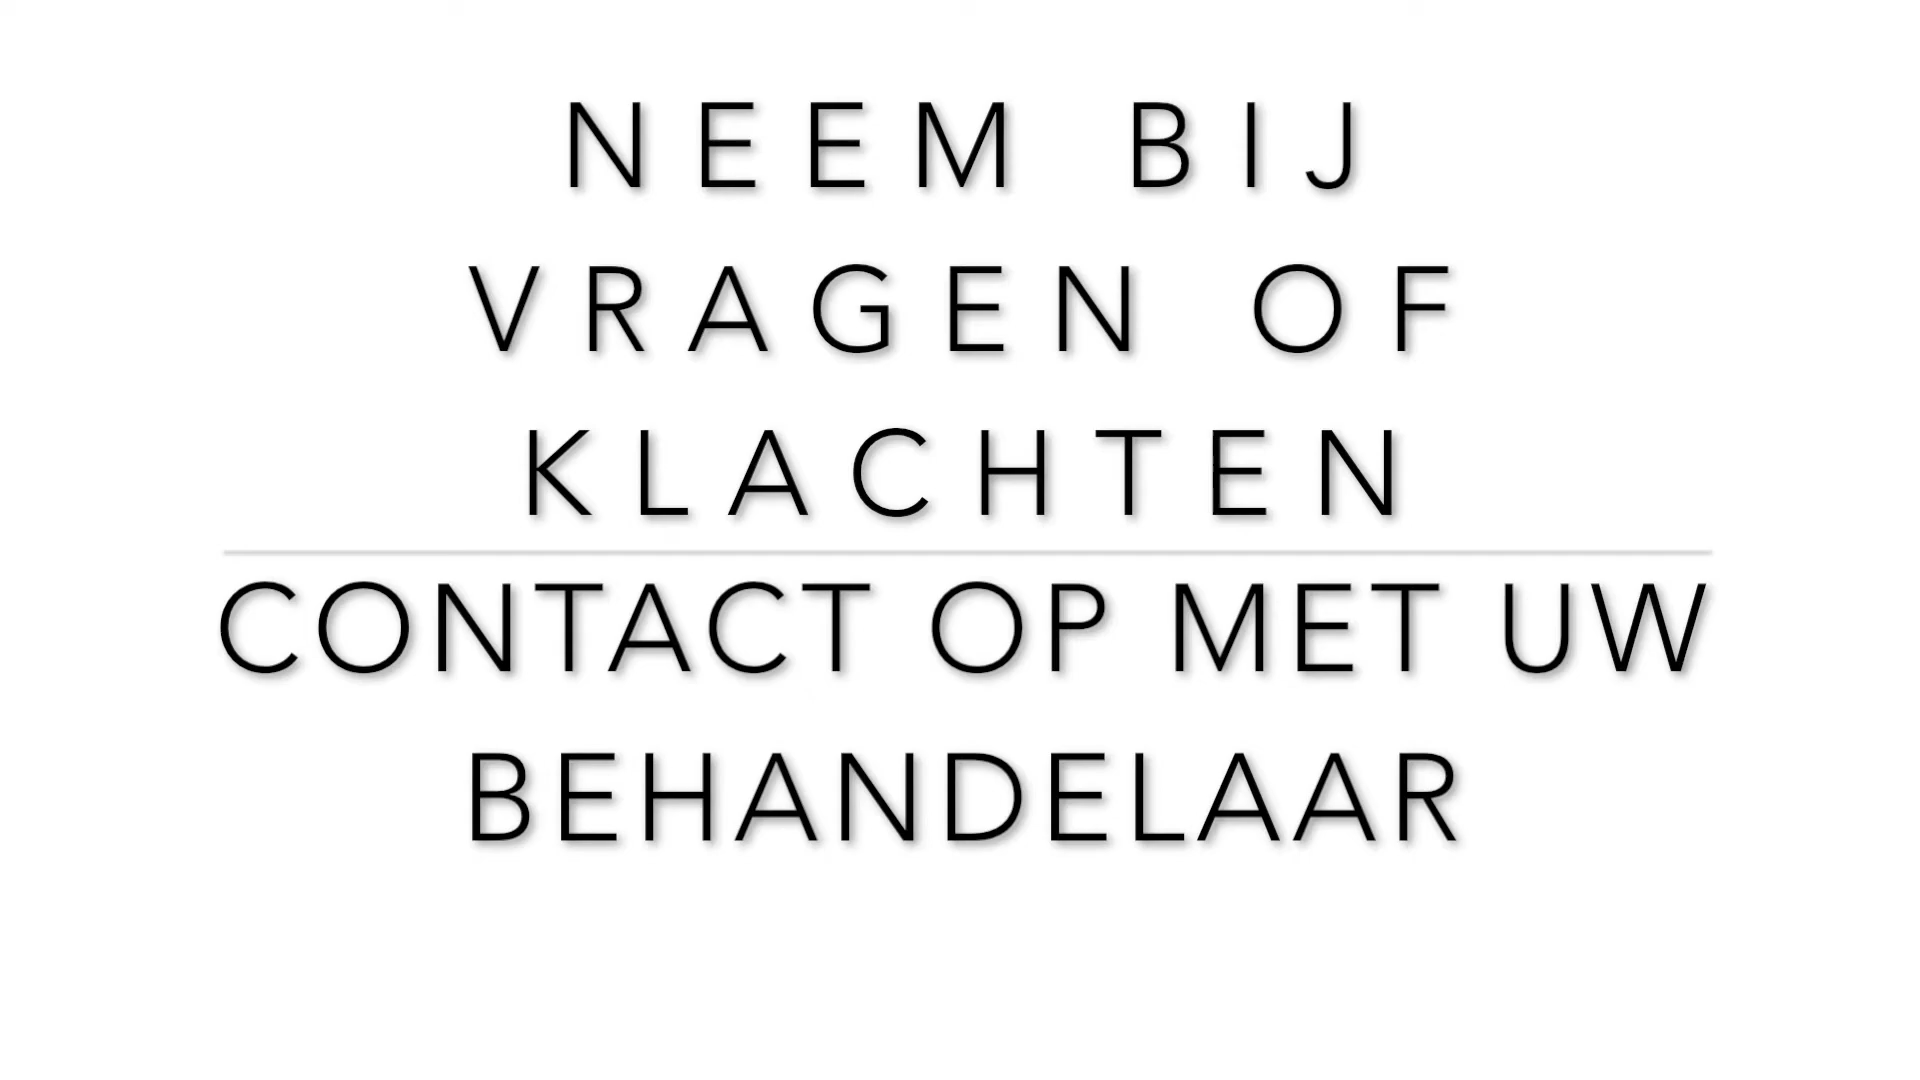 NEEM BIJ
VRAGEN OF
KLACHTEN
CONTACT OP MET UW
BEHANDELAAR